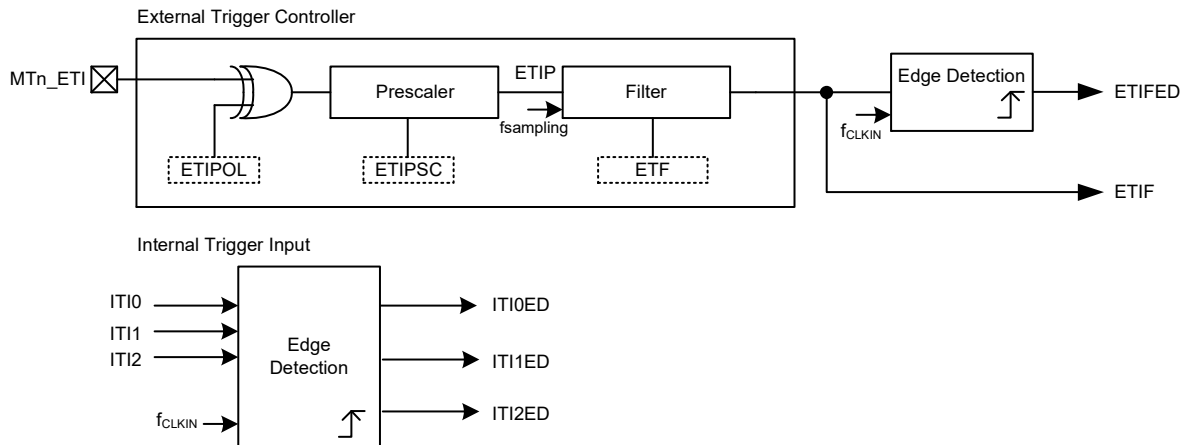 External Trigger Controller
MTn_ETI
Prescaler
ETIP
fsampling
Filter
Edge Detection
fCLKIN
ETIFED
ETIPOL
ETIPSC
ETF
ETIF
Internal Trigger Input
ITI0
ITI1
ITI2
fCLKIN
Edge
Detection
ITI0ED
ITI1ED
ITI2ED